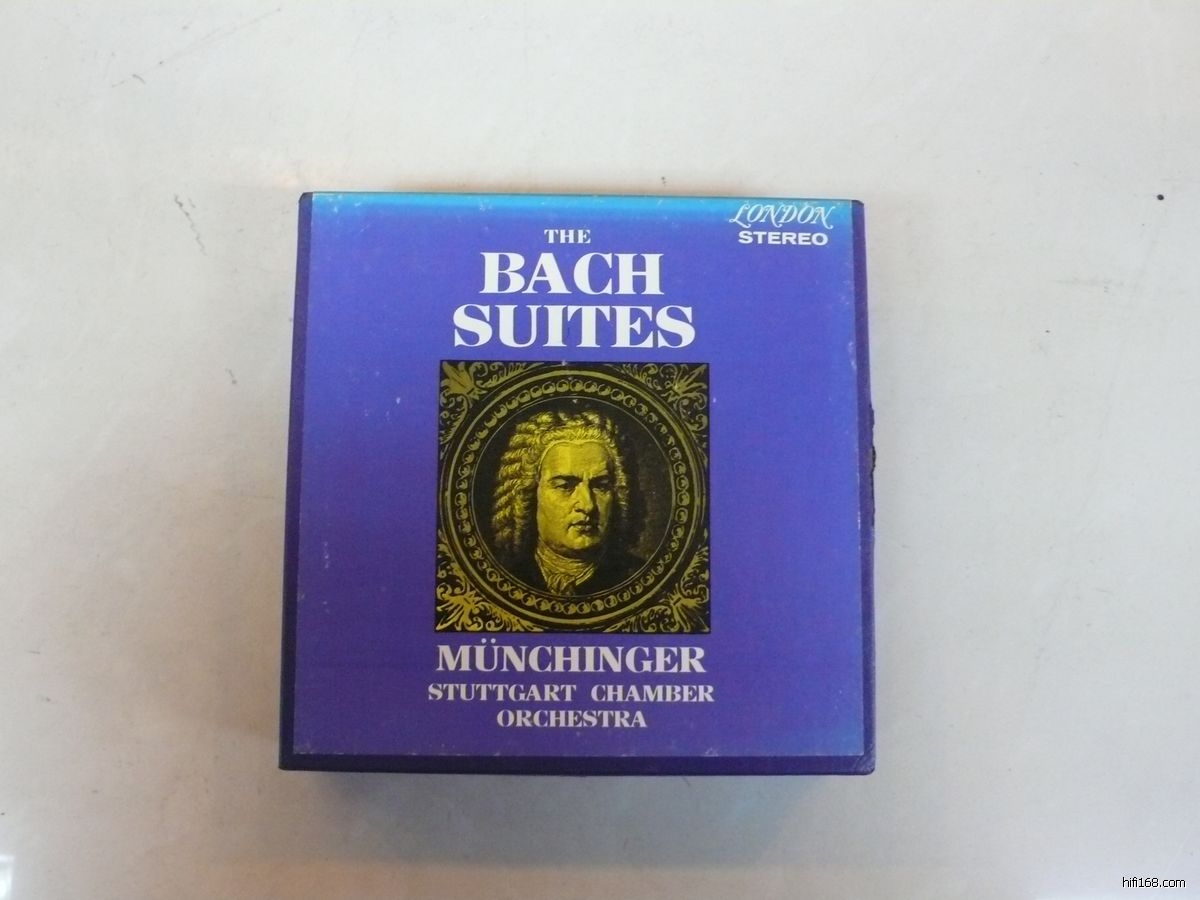 LONDON
STEREO
THE
BACH
SUITES
MÜNCHINGER
STUTTGART CHAMBER
ORCHESTRA
hifi168.com